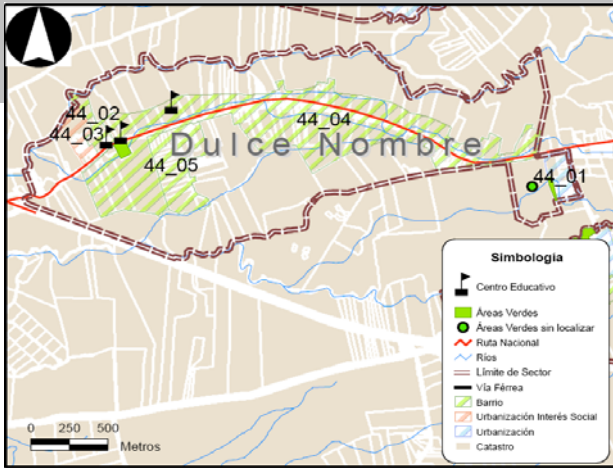 44_02
44_03
44_04
Dulce Nombre
44_05
44_01
Simbologia
Centro Educativo
Áreas Verdes
Áreas Verdes sin localizar
Ruta Nacional
Ríos
Límite de Sector
Vía Férrea
Barrio
Urbanización Interés Social
Urbanización
Catastro
0 250 500
Metros